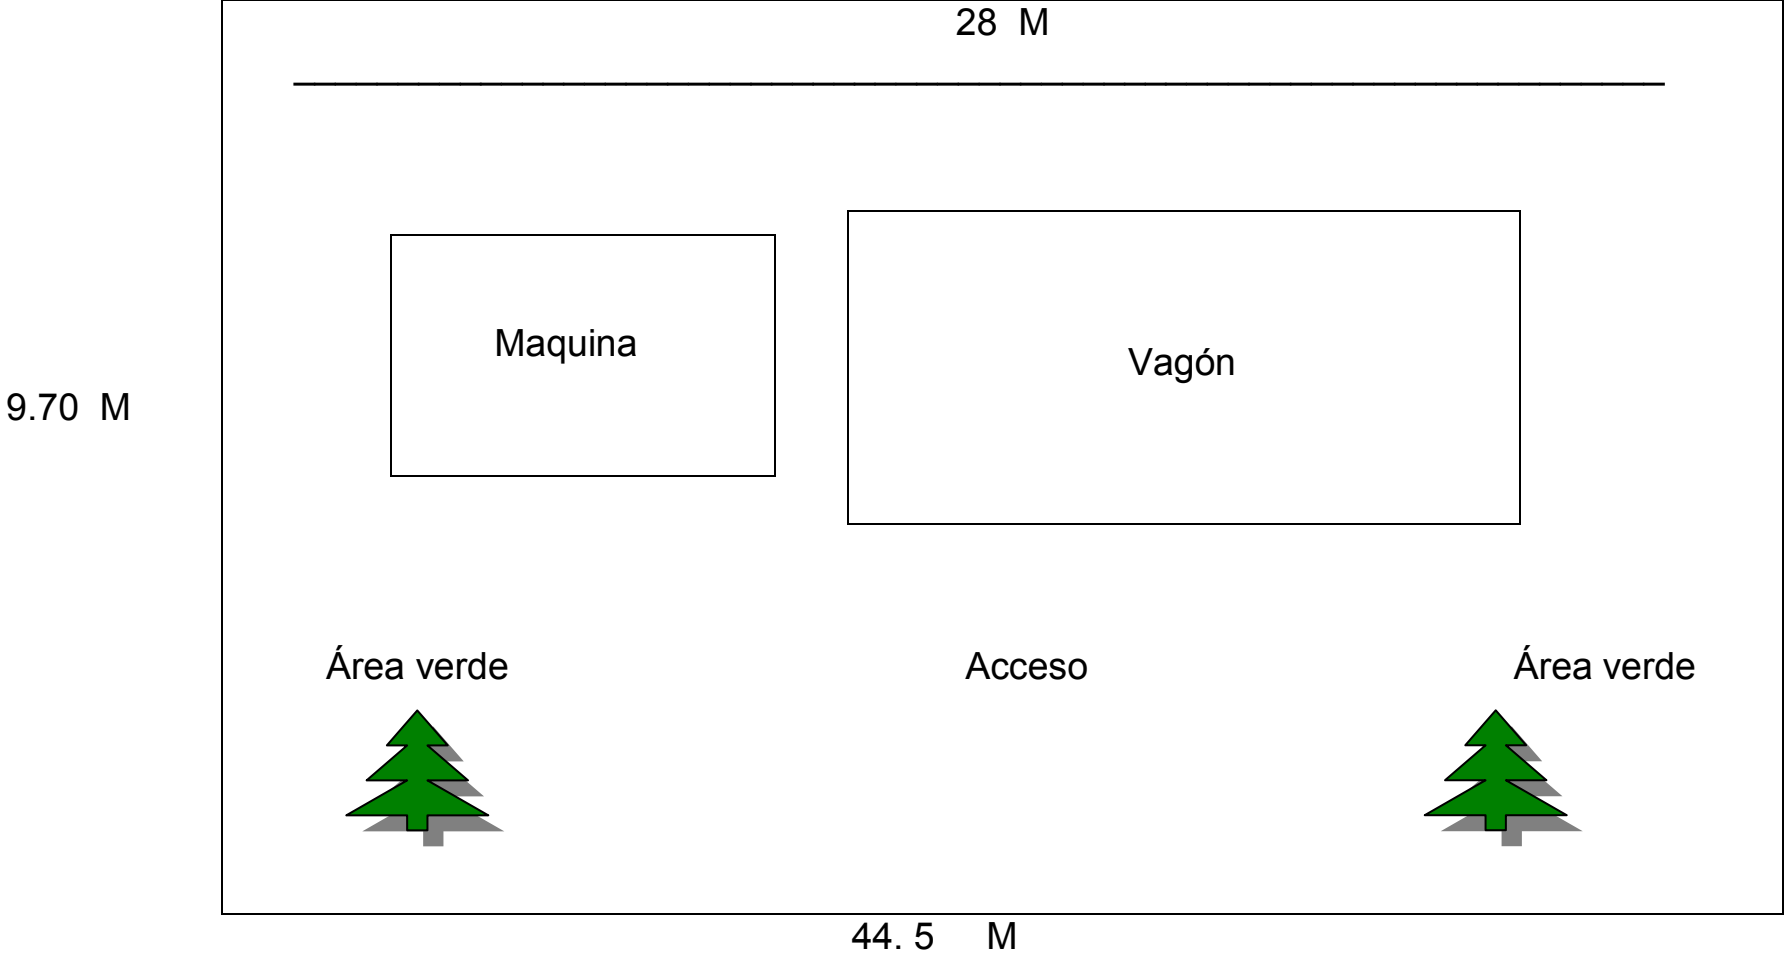 28 M
Maquina
Vagón
9.70 M
Área verde
Acceso
Área verde
44. 5 M